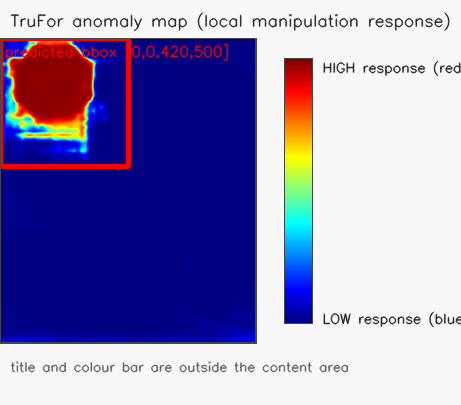 TruFor anomaly map (local manipulation response)
predicted bbox [0,0,420,500]
HIGH response (red
LOW response (blue
title and colour bar are outside the content area